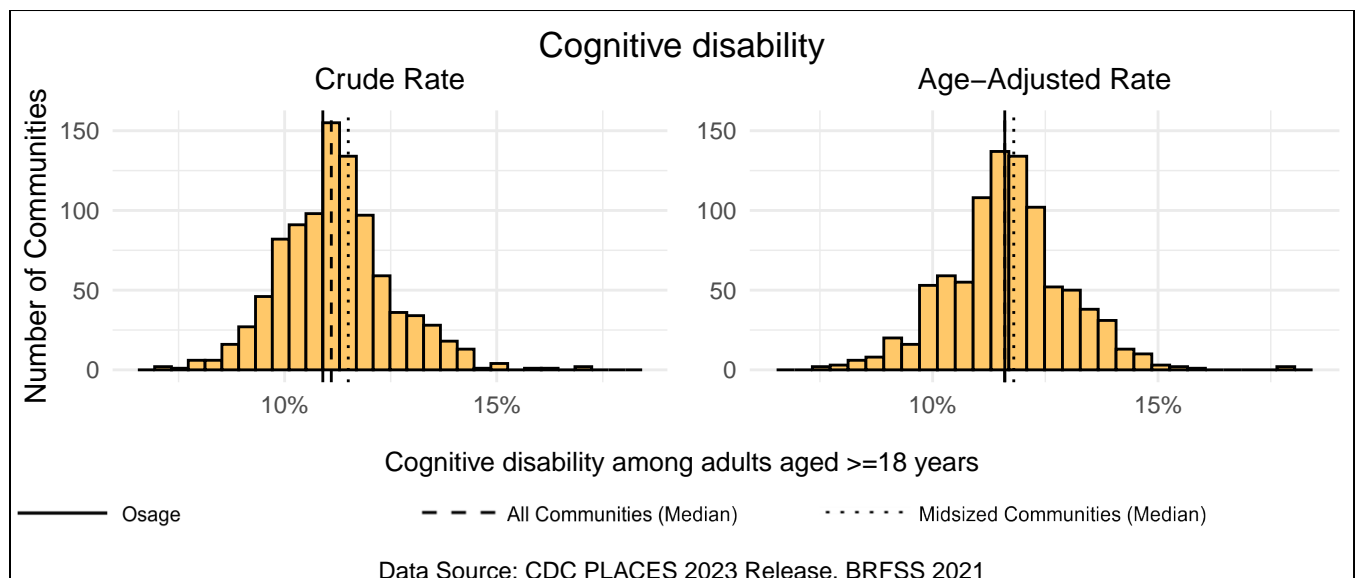 Cognitive disability
Crude Rate
Age−Adjusted Rate
Number of Communities
150
100
50
0
10%
15%
150
100
50
0
10%
15%
Cognitive disability among adults aged >=18 years
Osage
All Communities (Median)
Midsized Communities (Median)
Data Source: CDC PLACES 2023 Release, BRFSS 2021